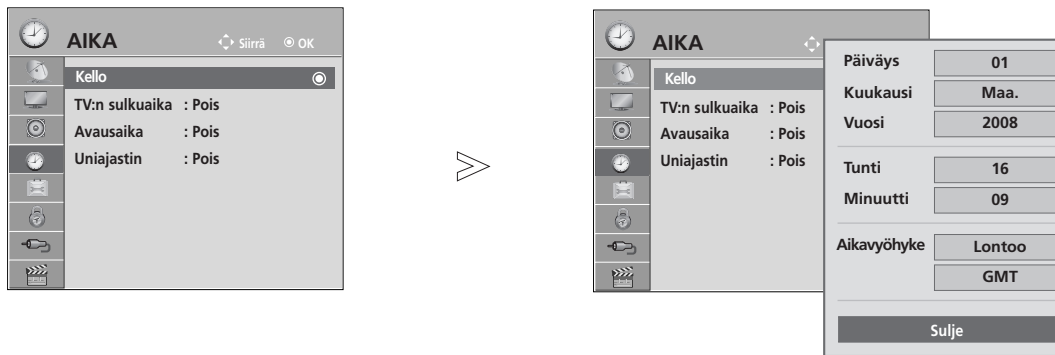 AIKA Siirrä OK
Kello
TV:n sulkuaika : Pois
Avausaika : Pois
Uniajastin : Pois
AIKA
Kello
TV:n sulkuaika : Pois
Avausaika : Pois
Uniajastin : Pois
Päiväys 01
Kuukausi Maa.
Vuosi 2008
Tunti 16
Minuutti 09
Aikavyöhyke Lontoo
GMT
Sulje